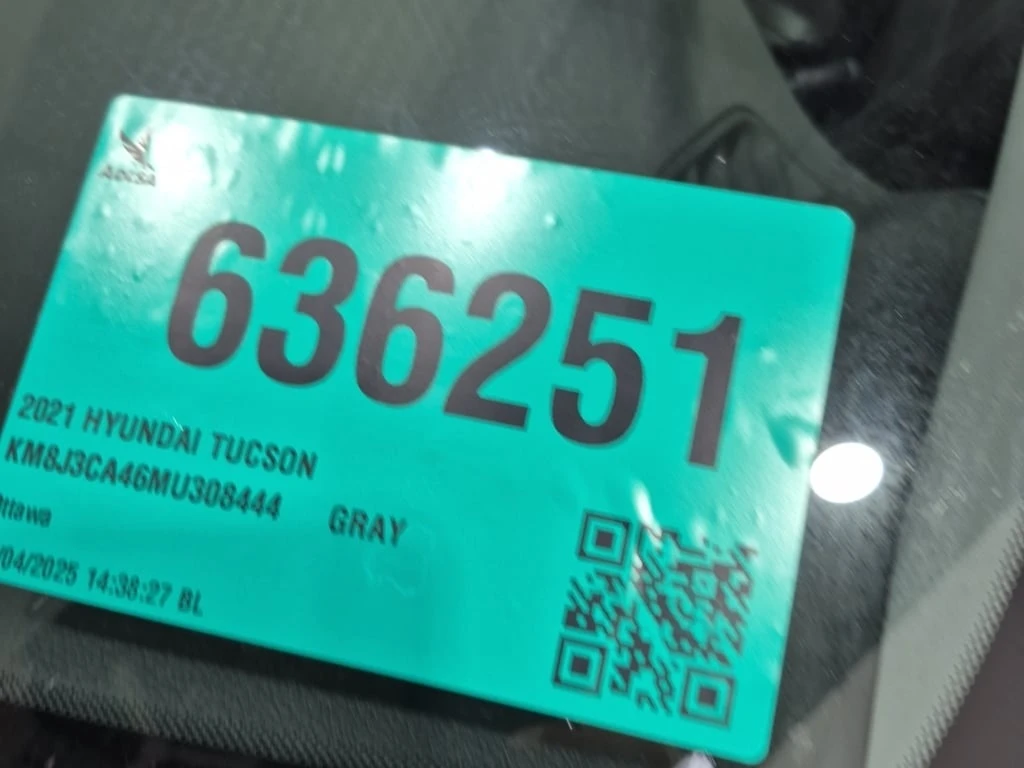 ADESA
636251
2021 HYUNDAI TUCSON
KM8J3CA46MU308444 GRAY
ttawa
/04/2025 14:38:27 BL